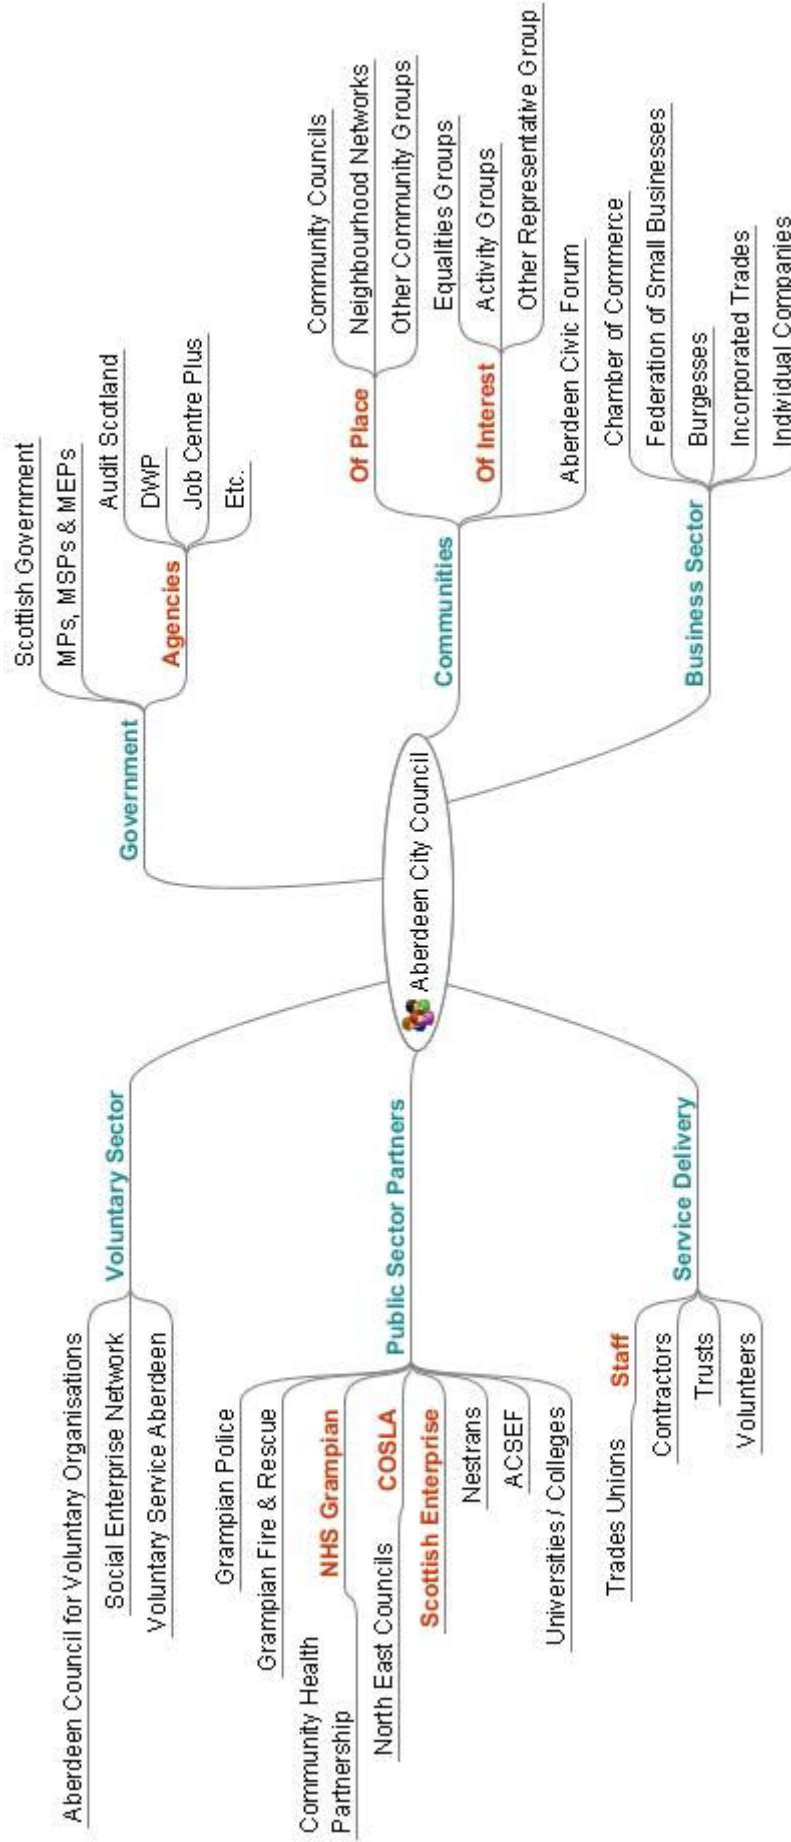 Aberdeen City Council
Voluntary Sector
Aberdeen Council for Voluntary Organisations
Social Enterprise Network
Voluntary Service Aberdeen
Public Sector Partners
Grampian Police
Grampian Fire & Rescue
NHS Grampian
Community Health
Partnership
COSLA
North East Councils
Scottish Enterprise
Nestrans
ACSEF
Universities / Colleges
Service Delivery
Staff
Trades Unions
Contractors
Trusts
Volunteers
Government
Scottish Government
MPs, MSPs & MEPs
Agencies
Audit Scotland
DWP
Job Centre Plus
Etc.
Communities
Of Place
Community Councils
Neighbourhood Networks
Other Community Groups
Of Interest
Equalities Groups
Activity Groups
Other Representative Group
Aberdeen Civic Forum
Business Sector
Chamber of Commerce
Federation of Small Businesses
Burgesses
Incorporated Trades
Individual Companies